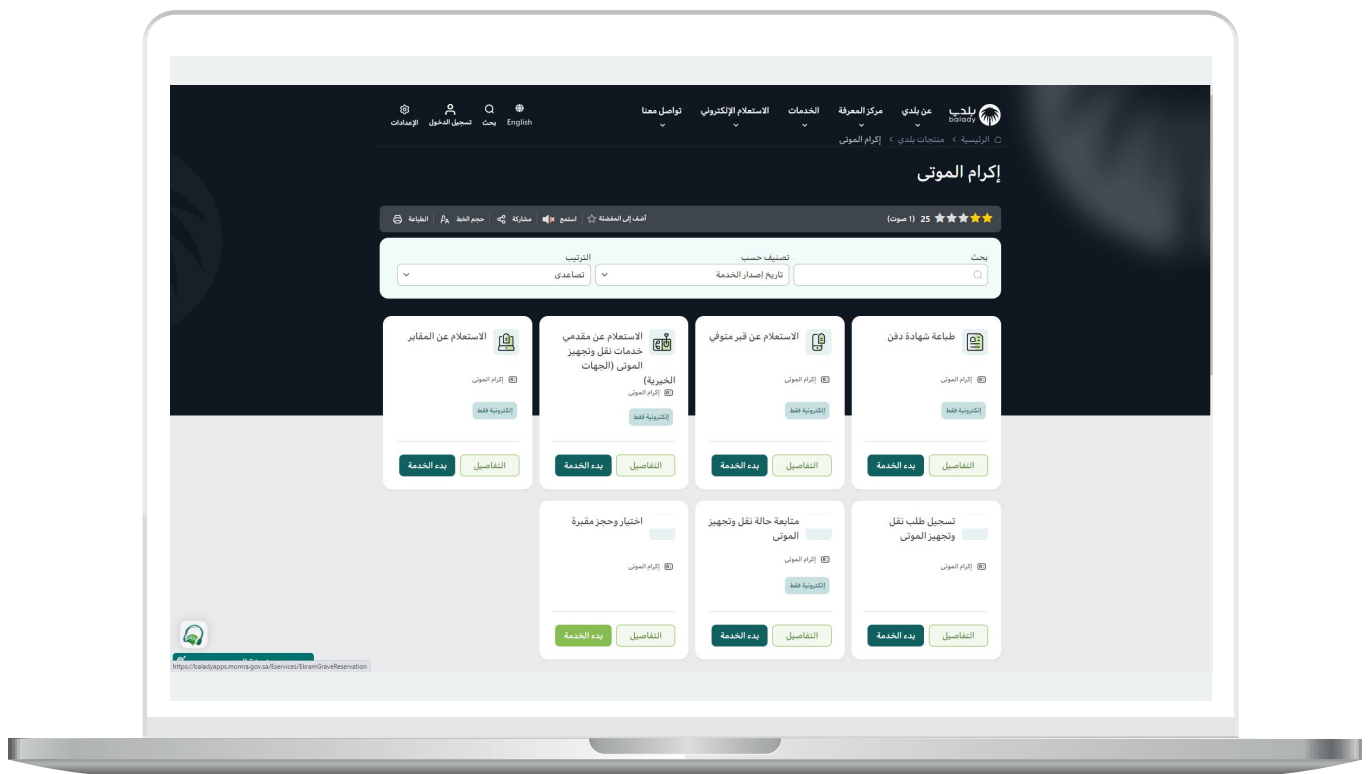 بلدي
balady
عن بلدي
مركز المعرفة
الخدمات
الاستعلام الإلكتروني
تواصل معنا
English
بحث
تسجيل الدخول
الإعدادات
الرئيسية > منتجات بلدي > إكرام الموتى
إكرام الموتى
25 (1 صوت)
أضف إلى المفضلة
استمع
مشاركة
حجم الخط
الطباعة
بحث
تصنيف حسب
تاريخ إصدار الخدمة
الترتيب
تصاعدى
طباعة شهادة دفن
إكرام الموتى
إلكترونية فقط
التفاصيل
بدء الخدمة
الاستعلام عن قبر متوفي
إكرام الموتى
إلكترونية فقط
التفاصيل
بدء الخدمة
الاستعلام عن مقدمي
خدمات نقل وتجهيز
الموتى (الجهات
الخيرية)
إكرام الموتى
إلكترونية فقط
التفاصيل
بدء الخدمة
الاستعلام عن المقابر
إكرام الموتى
إلكترونية فقط
التفاصيل
بدء الخدمة
تسجيل طلب نقل
وتجهيز الموتى
إكرام الموتى
التفاصيل
بدء الخدمة
متابعة حالة نقل وتجهيز
الموتى
إكرام الموتى
إلكترونية فقط
التفاصيل
بدء الخدمة
اختيار وحجز مقبرة
إكرام الموتى
التفاصيل
بدء الخدمة
https://baladyapps.momra.gov.sa/Eservices/EkramGraveReservation